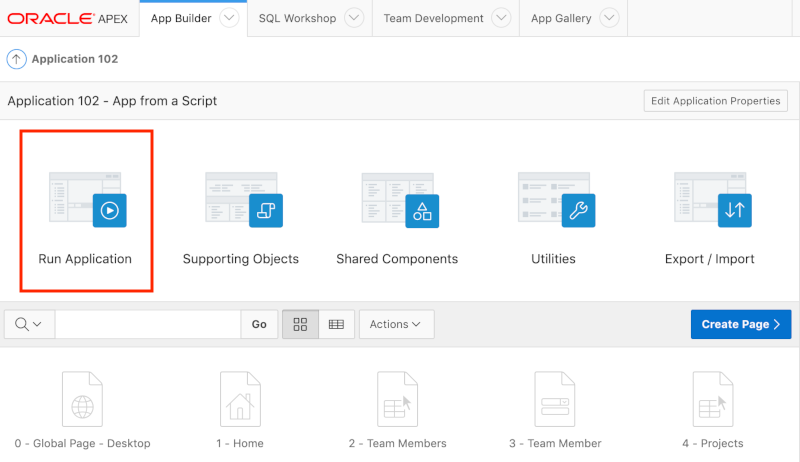 ORACLE APEX App Builder SQL Workshop Team Development App Gallery
Application 102
Application 102 - App from a Script Edit Application Properties
Run Application Supporting Objects Shared Components Utilities Export / Import
Go Actions Create Page
0 - Global Page - Desktop 1 - Home 2 - Team Members 3 - Team Member 4 - Projects